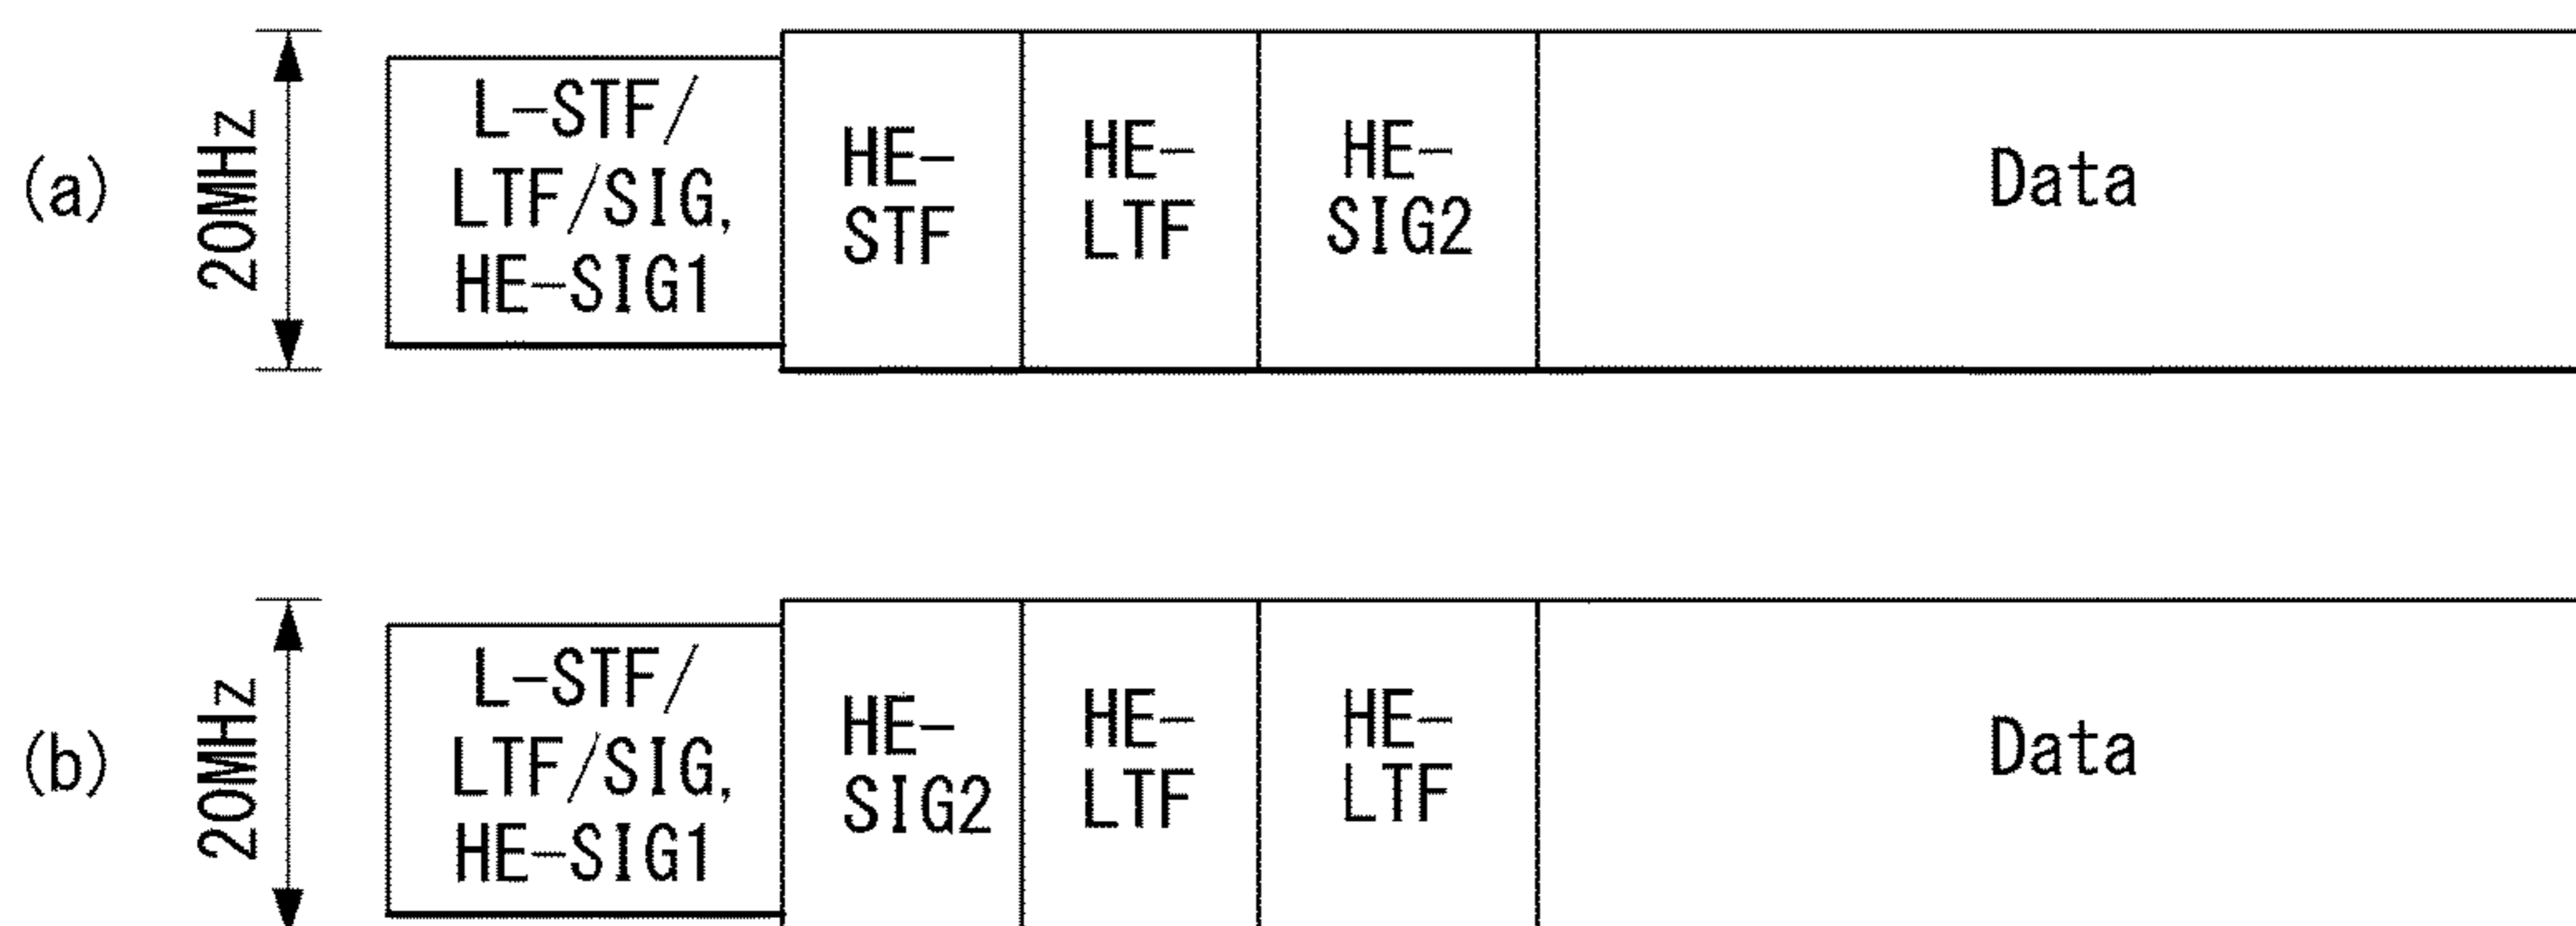 (a)
20MHz
L-STF/
LTF/SIG,
HE-SIG1
HE-
STF
HE-
LTF
HE-
SIG2
Data
(b)
20MHz
L-STF/
LTF/SIG,
HE-SIG1
HE-
SIG2
HE-
LTF
HE-
LTF
Data